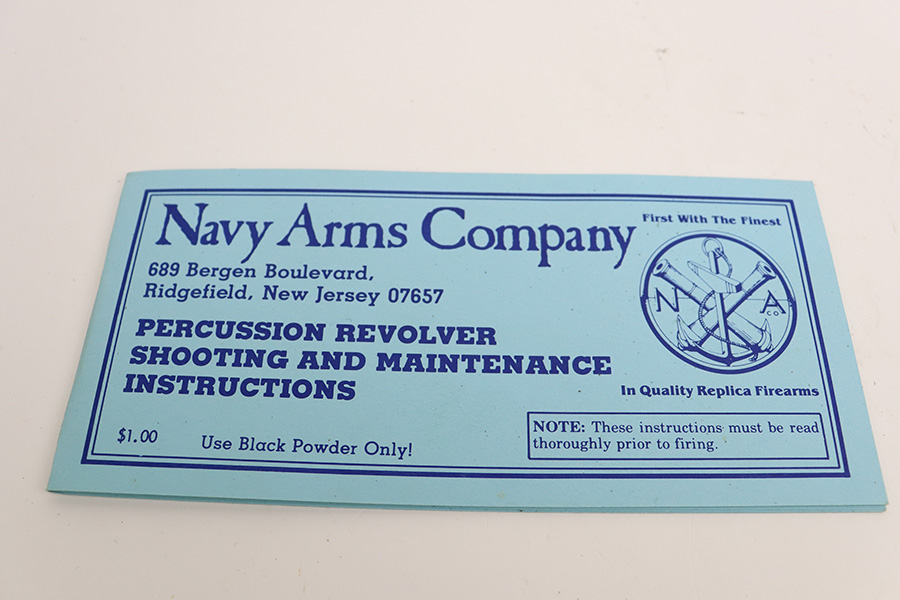 Navy Arms Company
689 Bergen Boulevard,
Ridgefield, New Jersey 07657
PERCUSSION REVOLVER
SHOOTING AND MAINTENANCE
INSTRUCTIONS
$1.00
Use Black Powder Only!
First With The Finest
N A
CO
In Quality Replica Firearms
NOTE: These instructions must be read
thoroughly prior to firing.